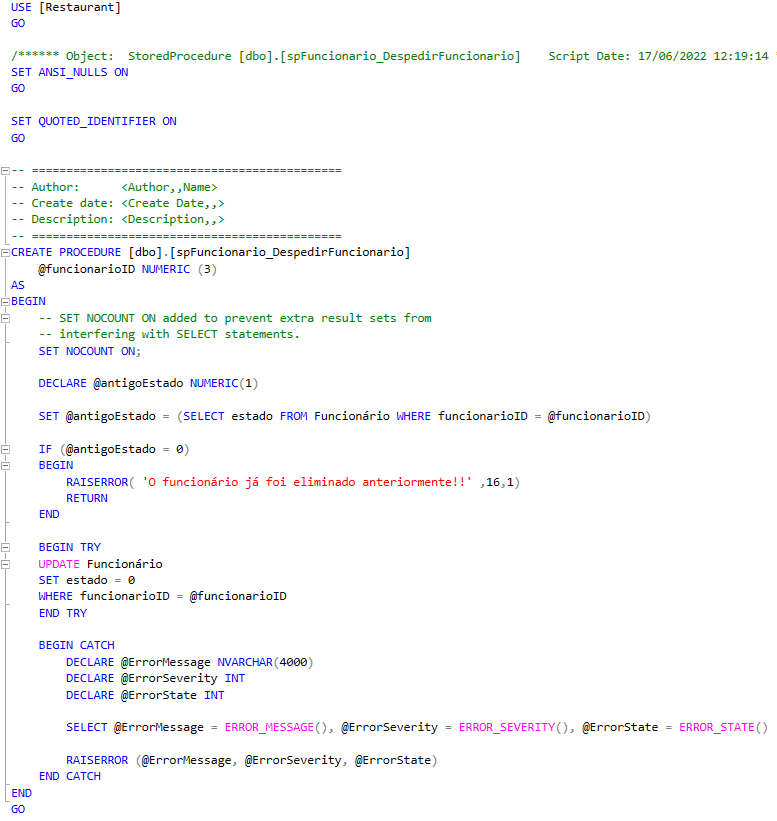 USE [Restaurant]
GO
/****** Object:  StoredProcedure [dbo].[spFuncionario_DespedirFuncionario]    Script Date: 17/06/2022 12:19:14
SET ANSI_NULLS ON
GO
SET QUOTED_IDENTIFIER ON
GO
-- =============================================
-- Author:      <Author,,Name>
-- Create date: <Create Date,,>
-- Description: <Description,,>
-- =============================================
CREATE PROCEDURE [dbo].[spFuncionario_DespedirFuncionario]
    @funcionarioID NUMERIC (3)
AS
BEGIN
    -- SET NOCOUNT ON added to prevent extra result sets from
    -- interfering with SELECT statements.
    SET NOCOUNT ON;
    DECLARE @antigoEstado NUMERIC(1)
    SET @antigoEstado = (SELECT estado FROM Funcionário WHERE funcionarioID = @funcionarioID)
    IF (@antigoEstado = 0)
    BEGIN
        RAISERROR( 'O funcionário já foi eliminado anteriormente!!' ,16,1)
        RETURN
    END
    BEGIN TRY
    UPDATE Funcionário
    SET estado = 0
    WHERE funcionarioID = @funcionarioID
    END TRY
    BEGIN CATCH
        DECLARE @ErrorMessage NVARCHAR(4000)
        DECLARE @ErrorSeverity INT
        DECLARE @ErrorState INT
        SELECT @ErrorMessage = ERROR_MESSAGE(), @ErrorSeverity = ERROR_SEVERITY(), @ErrorState = ERROR_STATE()
        RAISERROR (@ErrorMessage, @ErrorSeverity, @ErrorState)
    END CATCH
END
GO